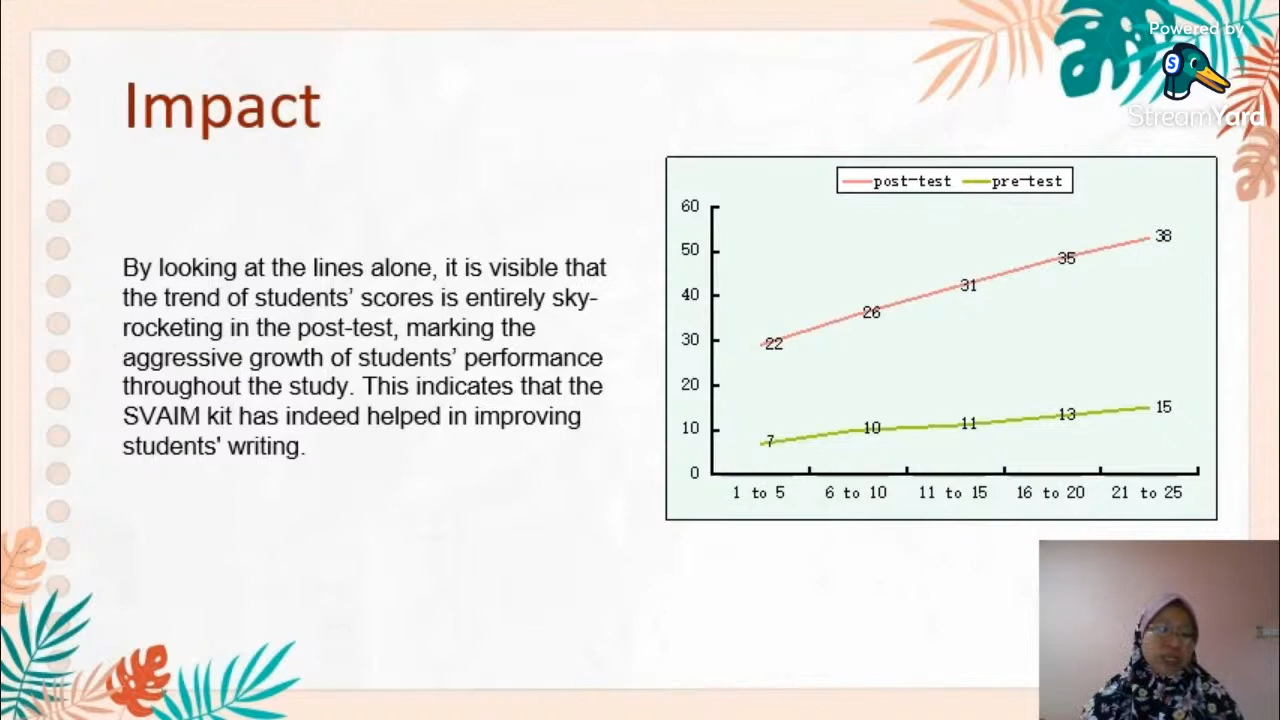 Powered by
StreamYard
Impact
By looking at the lines alone, it is visible that
the trend of students' scores is entirely sky-
rocketing in the post-test, marking the
aggressive growth of students' performance
throughout the study. This indicates that the
SVAIM kit has indeed helped in improving
students' writing.
post-test pre-test
60
50
40
30
20
10
0
22 26 31 35 38
7 10 11 13 15
1 to 5 6 to 10 11 to 15 16 to 20 21 to 25